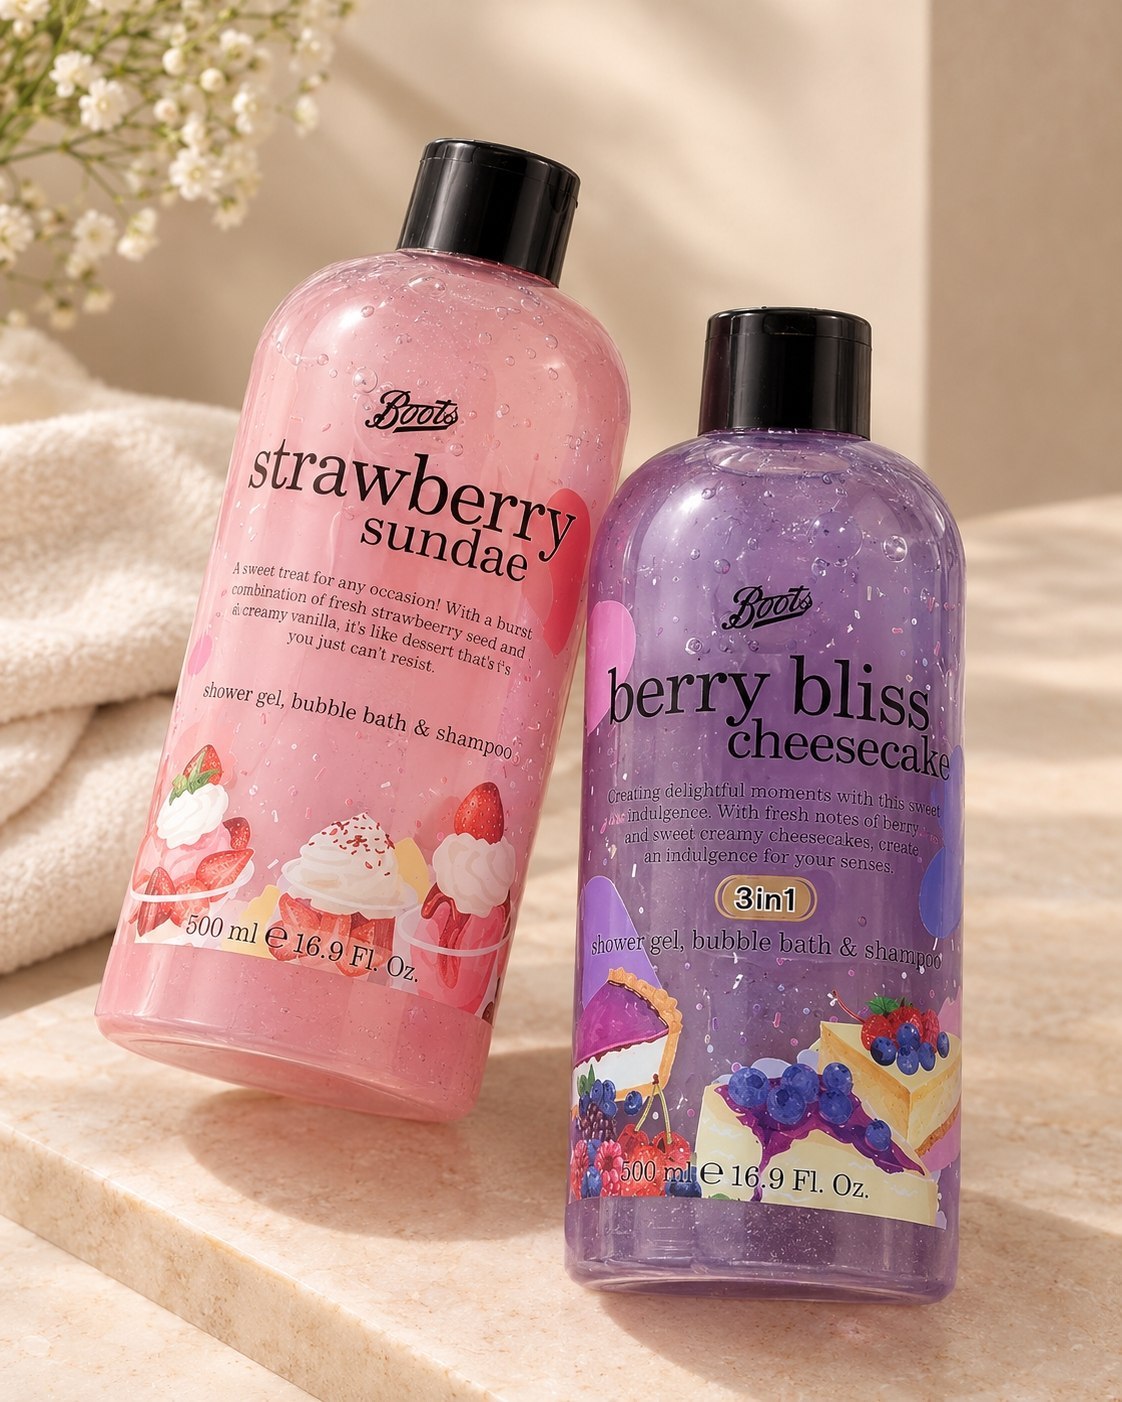 Boots
strawberry
sundae
A sweet treat for any occasion! With a burst
combination of fresh strawberry seed and
& creamy vanilla, it's like dessert that's it's
you just can't resist.
shower gel, bubble bath & shampoo
500 ml ℮ 16.9 Fl. Oz.
Boots
berry bliss
cheesecake
Creating delightful moments with this sweet
indulgence. With fresh notes of berry
and sweet creamy cheesecakes, create
an indulgence for your senses.
3in1
shower gel, bubble bath & shampoo
500 ml ℮ 16.9 Fl. Oz.